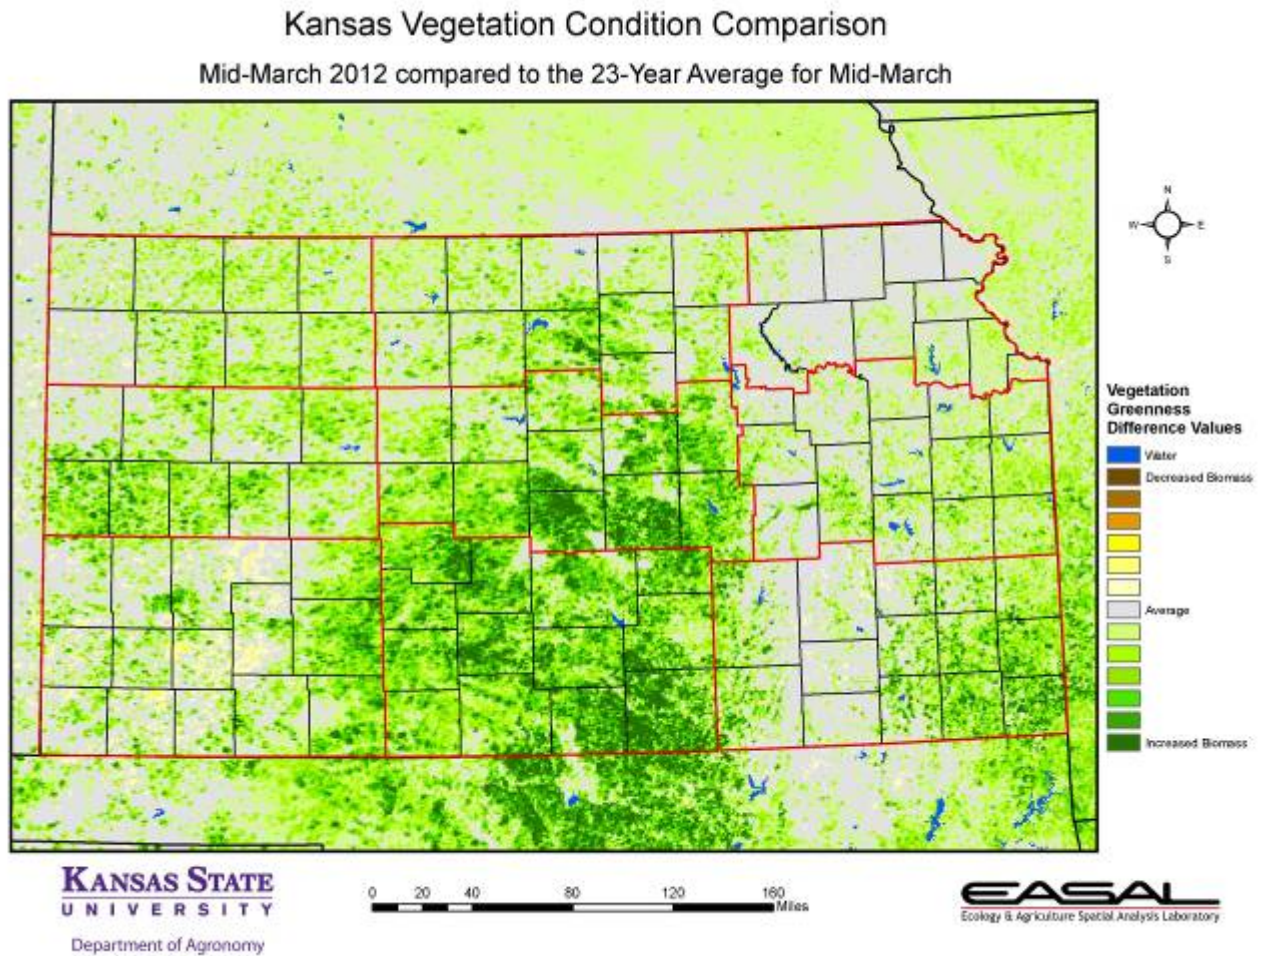 Kansas Vegetation Condition Comparison
Mid-March 2012 compared to the 23-Year Average for Mid-March
N
W E
S
Vegetation
Greenness
Difference Values
Water
Decreased Biomass
Average
Increased Biomass
KANSAS STATE
UNIVERSITY
Department of Agronomy
0 20 40 80 120 160
Miles
EASAL
Ecology & Agriculture Spatial Analysis Laboratory